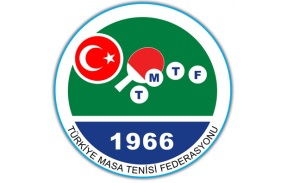 T M T F
1966
TÜRKİYE MASA TENİSİ FEDERASYONU